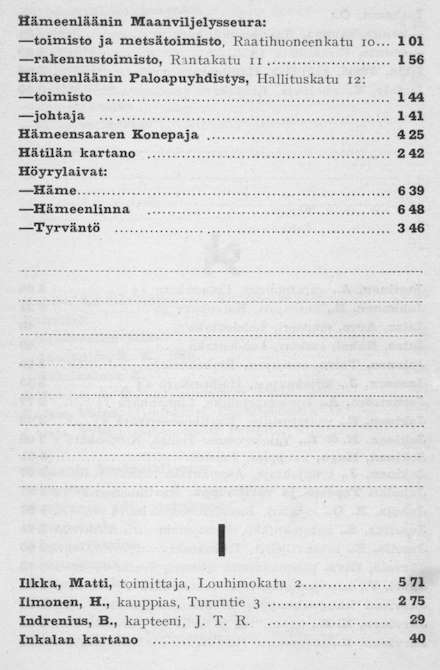 Hämeenläänin Maanviljelysseura:
—toimisto ja metsätoimisto, Raatihuoneenkatu 10... 1 01
—rakennustoimisto, Rantakatu 11 ........................ 1 56
Hämeenläänin Paloapuyhdistys, Hallituskatu 12:
—toimisto ........................ 1 44
—johtaja ........................ 1 41
Hämeensaaren Konepaja ........................ 4 25
Hätilän kartano ........................ 2 42
Höyrylaivat:
—Häme........................ 6 39
—Hämeenlinna ........................ 6 48
—Tyrväntö ........................ 3 46
I
Ilkka, Matti, toimittaja, Louhimokatu 2.................. 5 71
Ilmonen, H., kauppias, Turuntie 3 ........................ 2 75
Indrenius, B., kapteeni, J. T. R. ........................ 29
Inkalan kartano ........................ 40